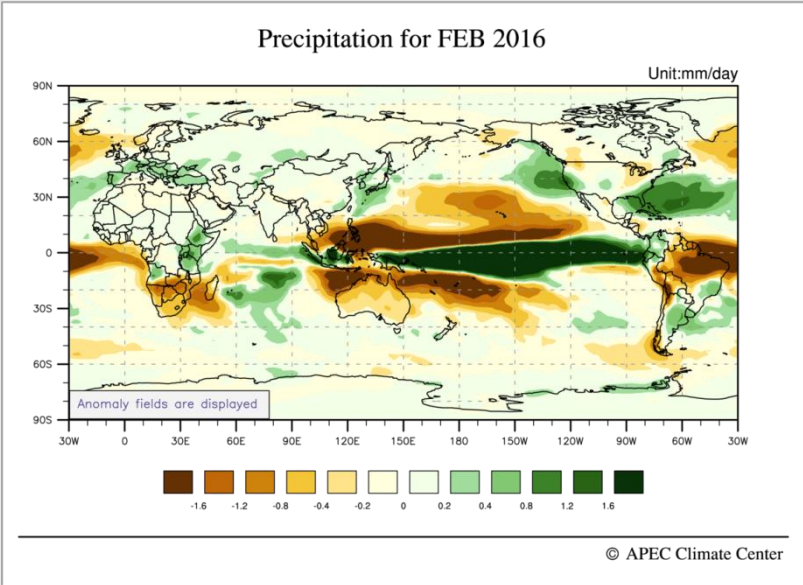 Precipitation for FEB 2016
Unit:mm/day
90N
60N
30N
0
30S
60S
90S
Anomaly fields are displayed
30W 0 30E 60E 90E 120E 150E 180 150W 120W 90W 60W 30W
-1.6 -1.2 -0.8 -0.4 -0.2 0 0.2 0.4 0.8 1.2 1.6
© APEC Climate Center